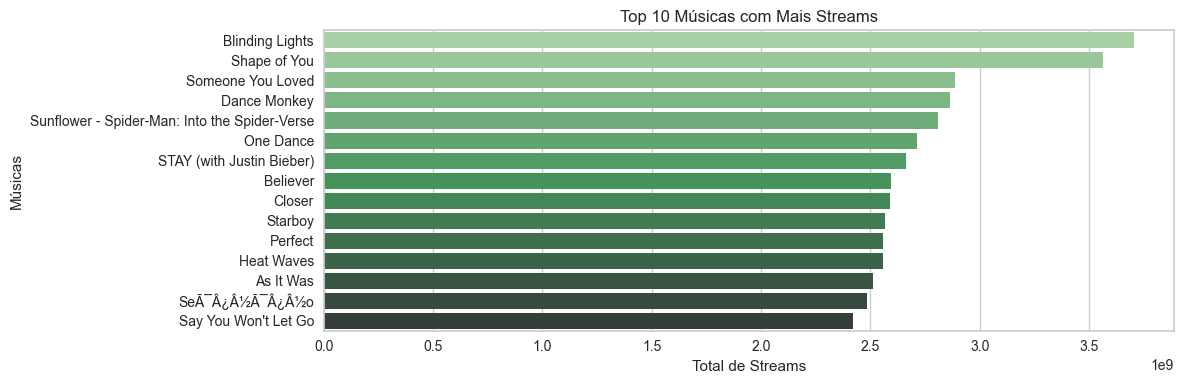 Top 10 Músicas com Mais Streams
Músicas
Blinding Lights
Shape of You
Someone You Loved
Dance Monkey
Sunflower - Spider-Man: Into the Spider-Verse
One Dance
STAY (with Justin Bieber)
Believer
Closer
Starboy
Perfect
Heat Waves
As It Was
SeÃ¯Â¿Â½Ã¯Â¿Â½o
Say You Won't Let Go
0.0 0.5 1.0 1.5 2.0 2.5 3.0 3.5
1e9
Total de Streams